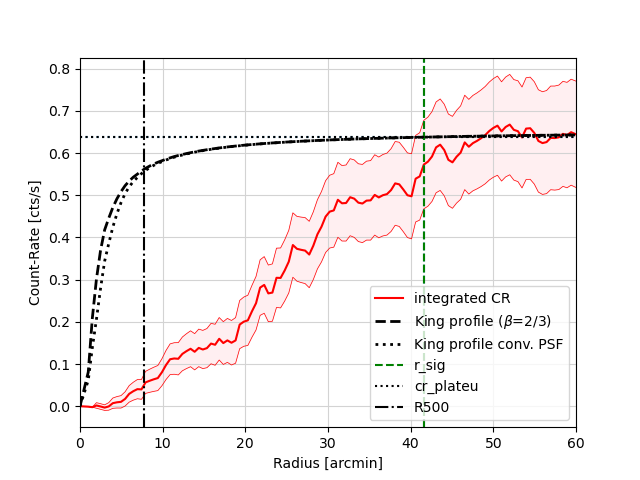 0.8
0.7
0.6
0.5
0.4
0.3
0.2
0.1
0.0
Count-Rate [cts/s]
integrated CR
King profile (β=2/3)
King profile conv. PSF
r_sig
cr_plateu
R500
0 10 20 30 40 50 60
Radius [arcmin]